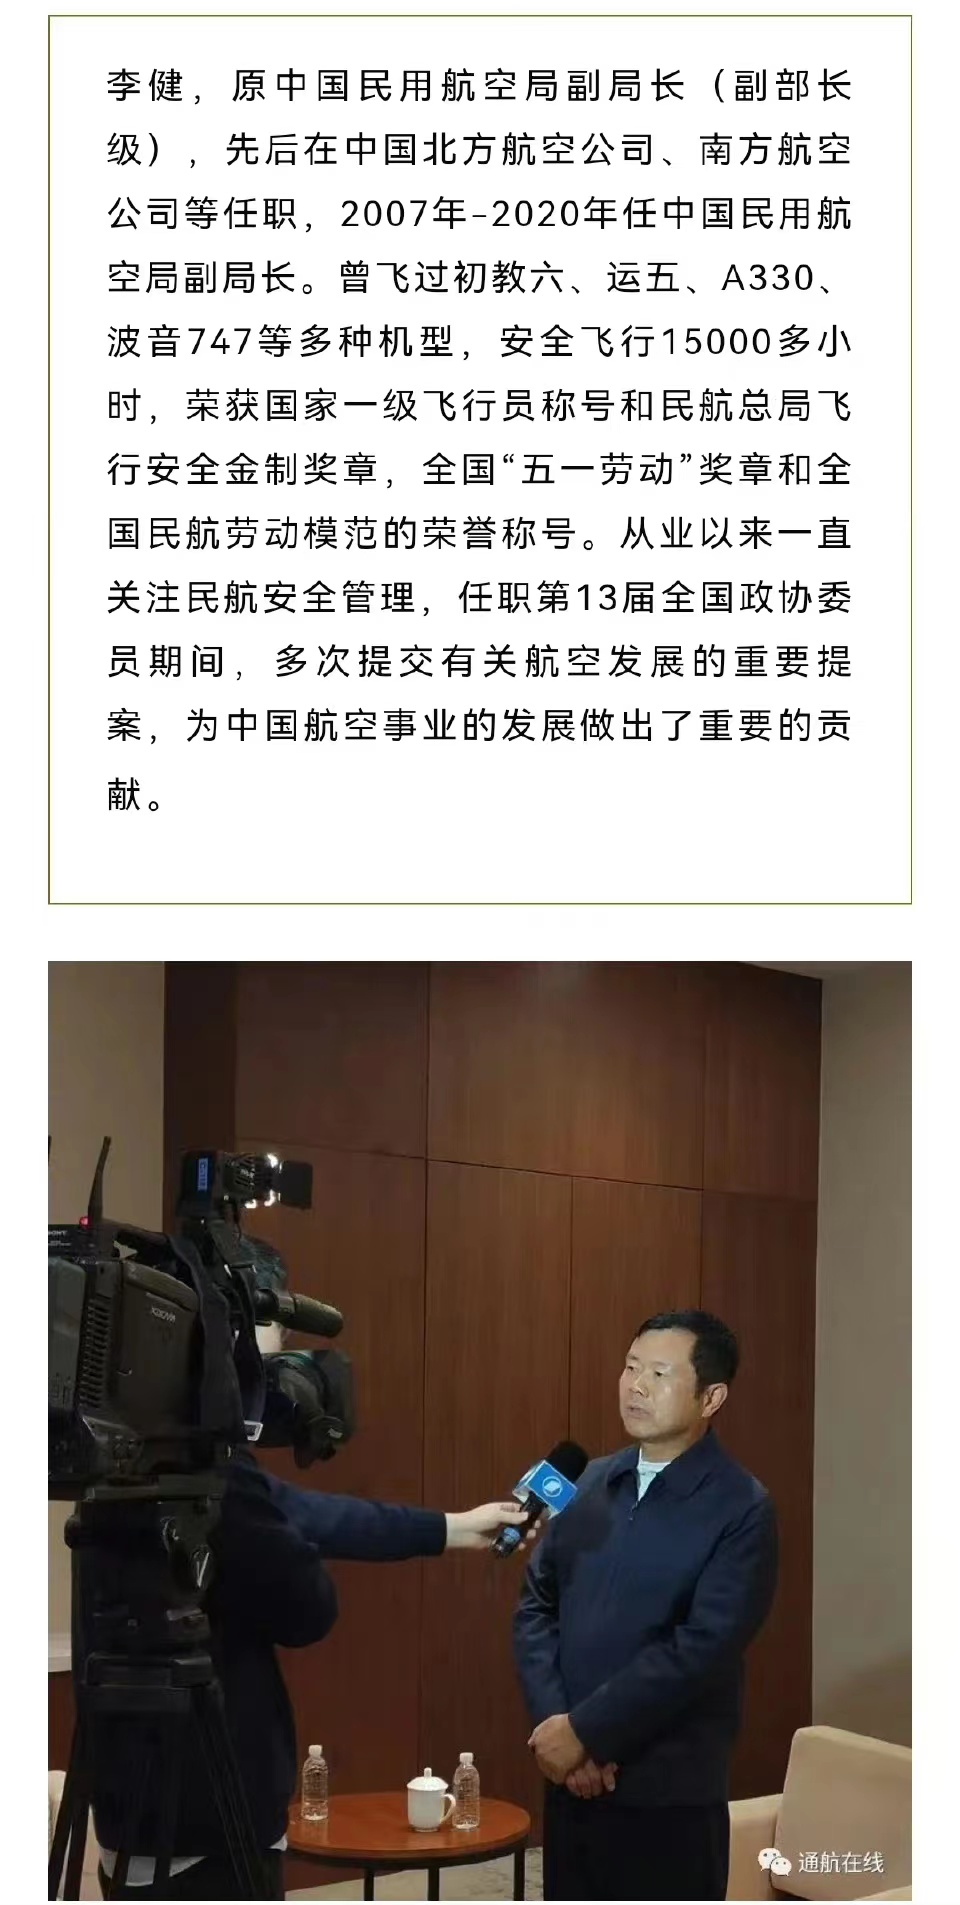 李健，原中国民用航空局副局长（副部长
级），先后在中国北方航空公司、南方航空
公司等任职，2007年-2020年任中国民用航
空局副局长。曾飞过初教六、运五、A330、
波音747等多种机型，安全飞行15000多小
时，荣获国家一级飞行员称号和民航总局飞
行安全金制奖章，全国“五一劳动”奖章和全
国民航劳动模范的荣誉称号。从业以来一直
关注民航安全管理，任职第13届全国政协委
员期间，多次提交有关航空发展的重要提
案，为中国航空事业的发展做出了重要的贡
献。
SONY
XDCAM
通航在线